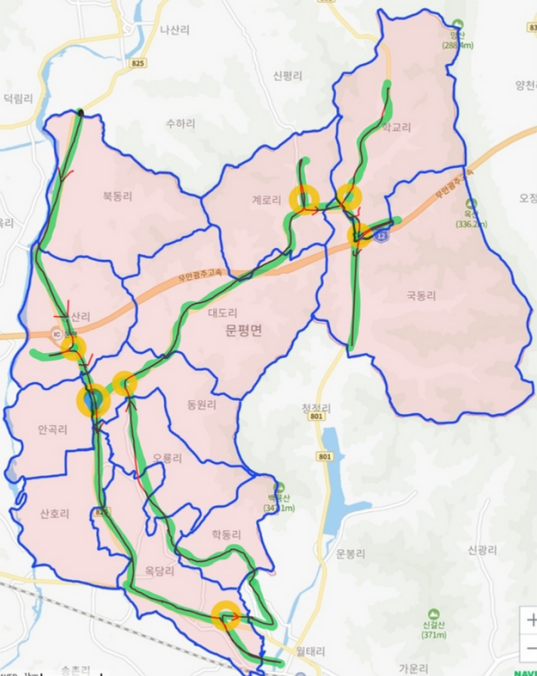 나산리
825
신평리
덕림리
수하리
학교리
양천
북동리
계로리
무안광주고속
옥산
(336.2m)
오정
무안광주고속
IC
산리
대도리
국동리
문평면
동원리
청정리
801
안곡리
801
오룡리
백룡산
산호리
학동리
운봉리
신광리
옥당리
신걸산
(371m)
월태리
송촌리
가운리
+
−
NAVER